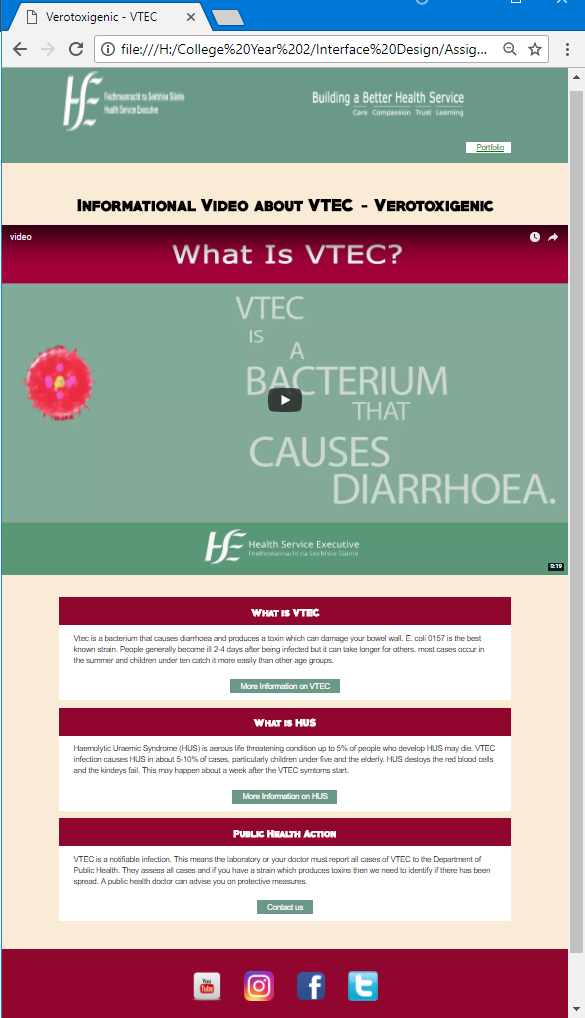 Verotoxigenic - VTEC
file:///H:/College%20Year%202/Interface%20Design/Assig...
HSE
Feidhmeannacht na Seirbhíse Sláinte
Health Service Executive
Building a Better Health Service
Care Compassion Trust Learning
Portfolio
Informational Video about VTEC - Verotoxigenic
video
What Is VTEC?
VTEC
IS
A
BACTERIUM
THAT
CAUSES
DIARRHOEA.
HSE
Health Service Executive
Feidhmeannacht na Seirbhíse Sláinte
0:19
What is VTEC
Vtec is a bacterium that causes diarrhoea and produces a toxin which can damage your bowel wall. E. coli 0157 is the best
known strain. People generally become ill 2-4 days after being infected but it can take longer for others. most cases occur in
the summer and children under ten catch it more easily than other age groups.
More Information on VTEC
What is HUS
Haemolytic Uraemic Syndrome (HUS) is aerous life threatening condition up to 5% of people who develop HUS may die. VTEC
infection causes HUS in about 5-10% of cases, particularly children under five and the elderly. HUS destoys the red blood cells
and the kindeys fail. This may happen about a week after the VTEC symtoms start.
More Information on HUS
Public Health Action
VTEC is a notifiable infection. This means the laboratory or your doctor must report all cases of VTEC to the Department of
Public Health. They assess all cases and if you have a strain which produces toxins then we need to identify if there has been
spread. A public health doctor can advise you on protective measures.
Contact us
You
Tube